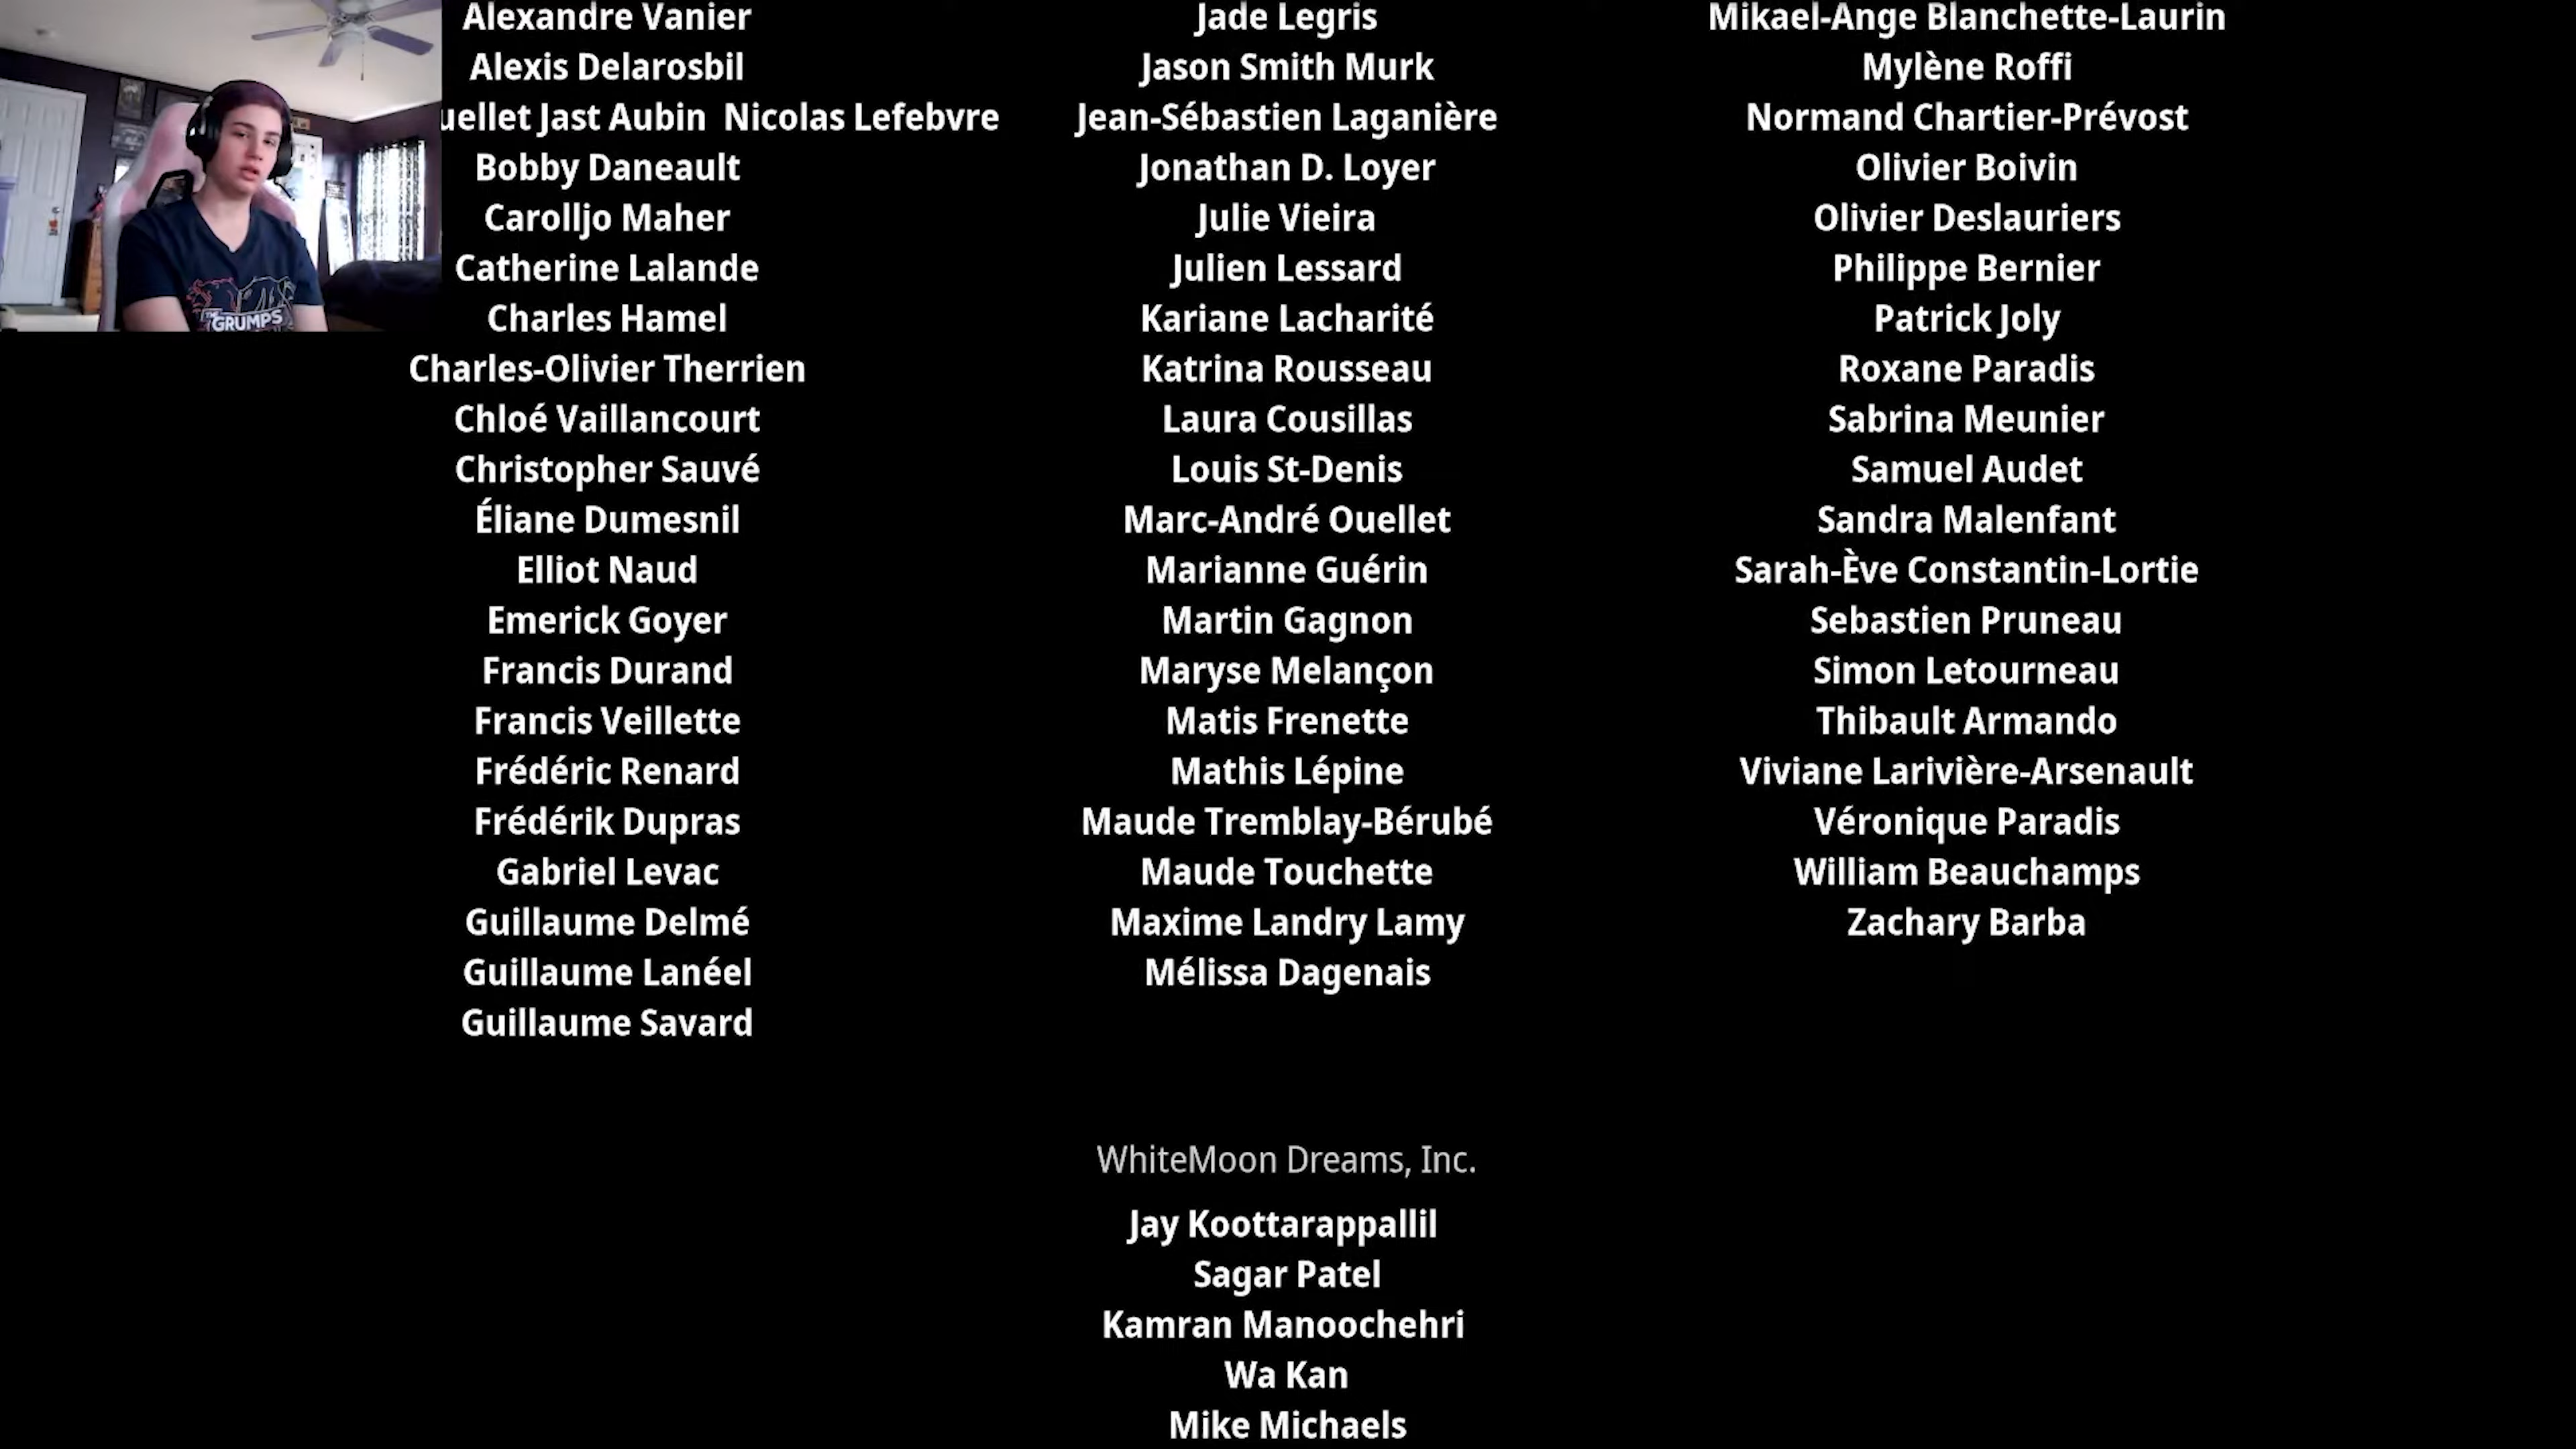 Alexandre Vanier
Alexis Delarosbil
Jast Aubin  Nicolas Lefebvre
Bobby Daneault
Carolljo Maher
Catherine Lalande
Charles Hamel
Charles-Olivier Therrien
Chloé Vaillancourt
Christopher Sauvé
Éliane Dumesnil
Elliot Naud
Emerick Goyer
Francis Durand
Francis Veillette
Frédéric Renard
Frédérik Dupras
Gabriel Levac
Guillaume Delmé
Guillaume Lanéel
Guillaume Savard
Jade Legris
Jason Smith Murk
Jean-Sébastien Laganière
Jonathan D. Loyer
Julie Vieira
Julien Lessard
Kariane Lacharité
Katrina Rousseau
Laura Cousillas
Louis St-Denis
Marc-André Ouellet
Marianne Guérin
Martin Gagnon
Maryse Melançon
Matis Frenette
Mathis Lépine
Maude Tremblay-Bérubé
Maude Touchette
Maxime Landry Lamy
Mélissa Dagenais
Mikael-Ange Blanchette-Laurin
Mylène Roffi
Normand Chartier-Prévost
Olivier Boivin
Olivier Deslauriers
Philippe Bernier
Patrick Joly
Roxane Paradis
Sabrina Meunier
Samuel Audet
Sandra Malenfant
Sarah-Ève Constantin-Lortie
Sebastien Pruneau
Simon Letourneau
Thibault Armando
Viviane Larivière-Arsenault
Véronique Paradis
William Beauchamps
Zachary Barba
WhiteMoon Dreams, Inc.
Jay Koottarappallil
Sagar Patel
Kamran Manoochehri
Wa Kan
Mike Michaels
THE
GRUMPS